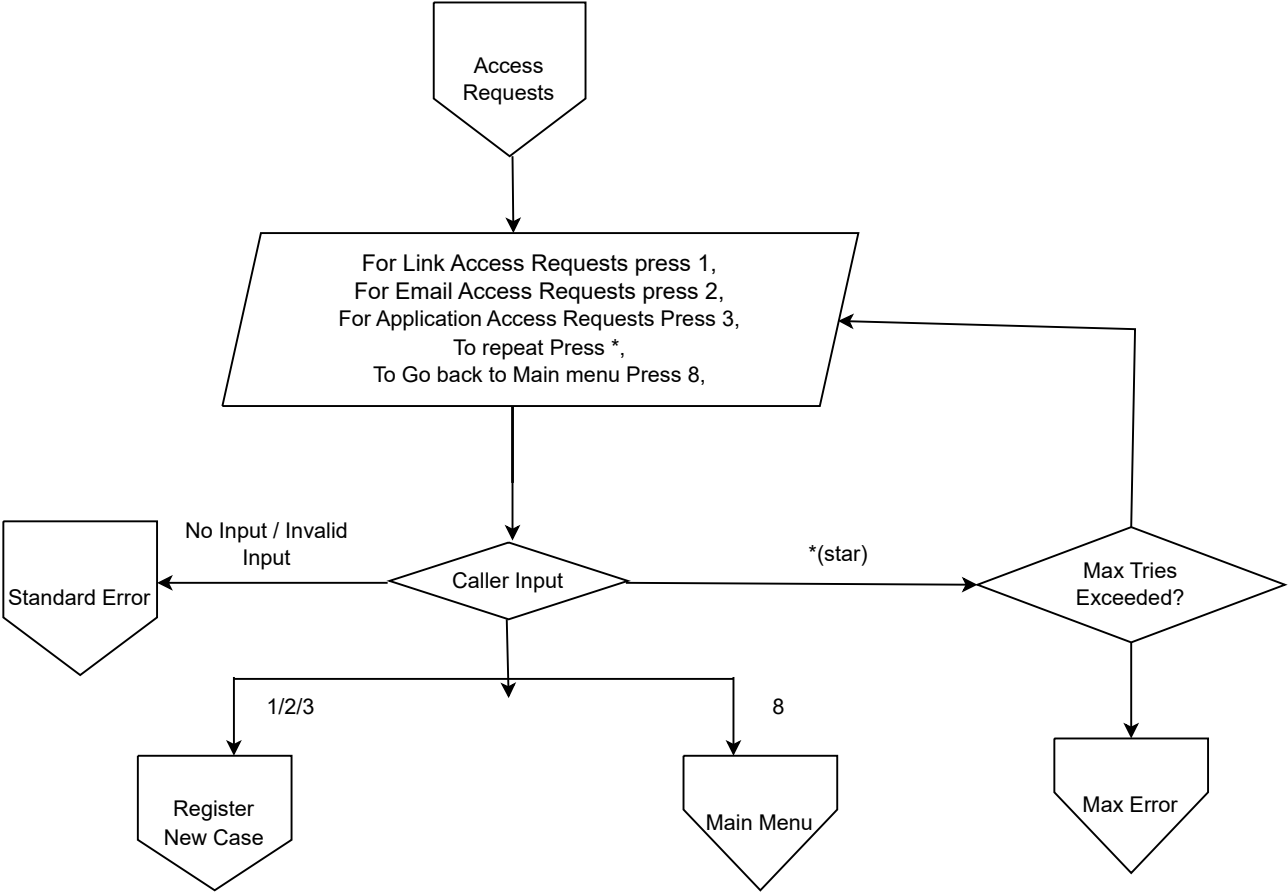 Access
Requests
For Link Access Requests press 1,
For Email Access Requests press 2,
For Application Access Requests Press 3,
To repeat Press *,
To Go back to Main menu Press 8,
No Input / Invalid
Input
*(star)
Standard Error
Caller Input
Max Tries
Exceeded?
1/2/3
8
Register
New Case
Main Menu
Max Error